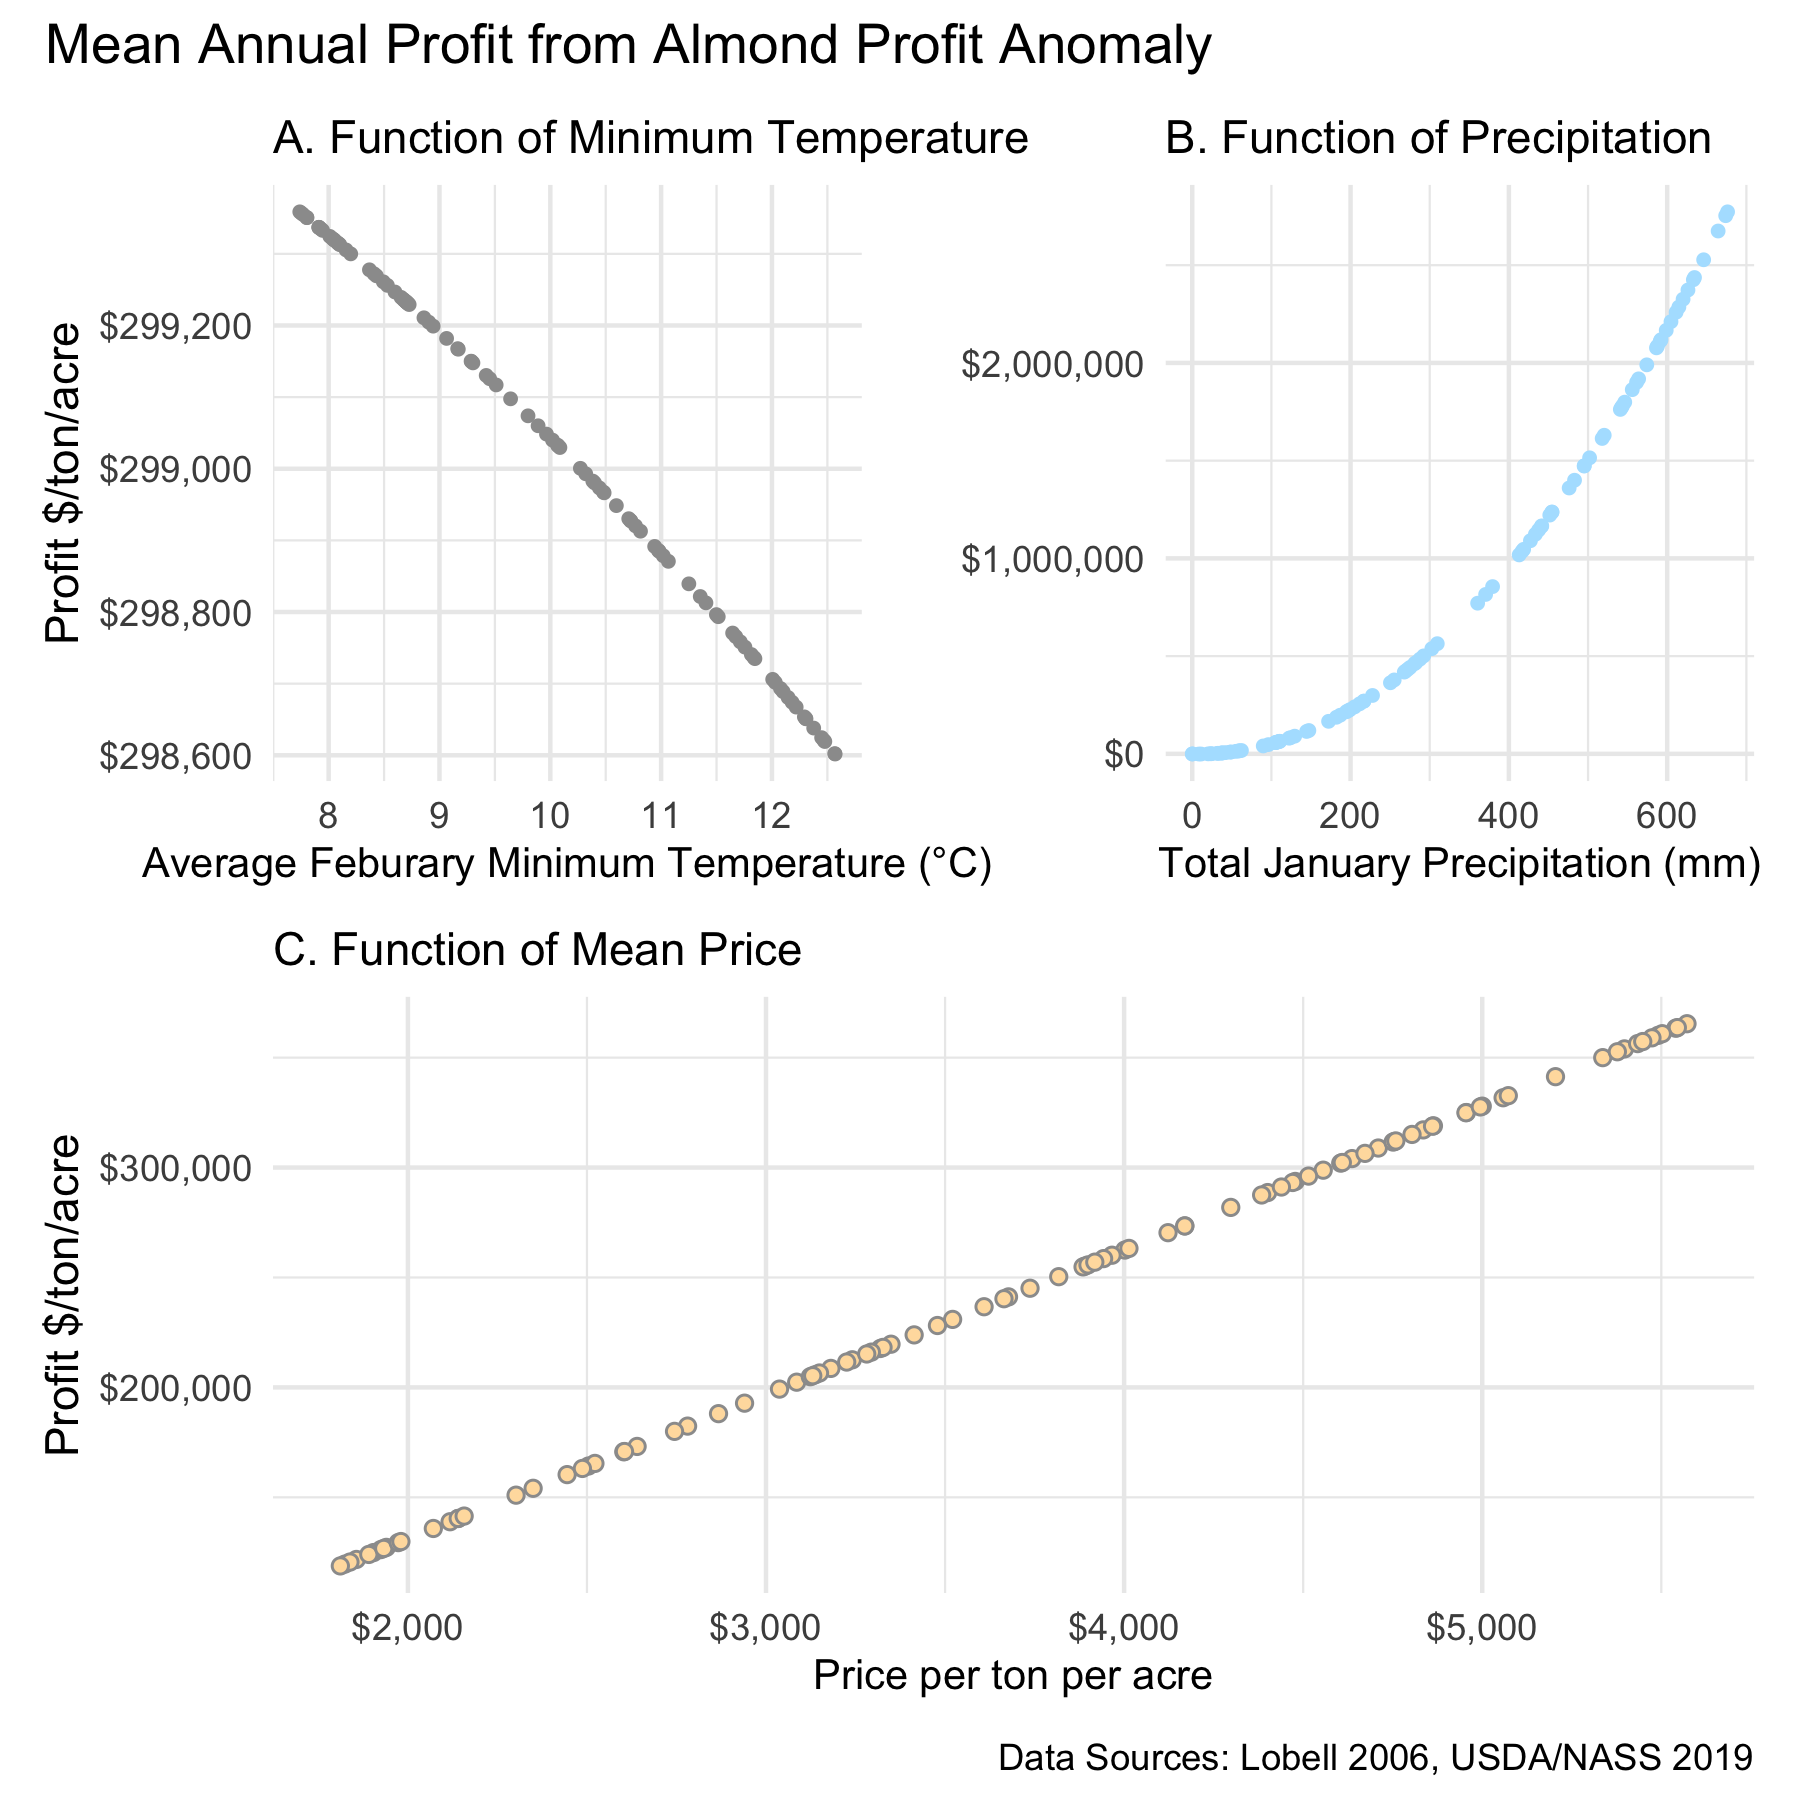 Mean Annual Profit from Almond Profit Anomaly
A. Function of Minimum Temperature
Profit $/ton/acre
$299,200
$299,000
$298,800
$298,600
8 9 10 11 12
Average Feburary Minimum Temperature (°C)
B. Function of Precipitation
$2,000,000
$1,000,000
$0
0 200 400 600
Total January Precipitation (mm)
C. Function of Mean Price
Profit $/ton/acre
$300,000
$200,000
$2,000 $3,000 $4,000 $5,000
Price per ton per acre
Data Sources: Lobell 2006, USDA/NASS 2019